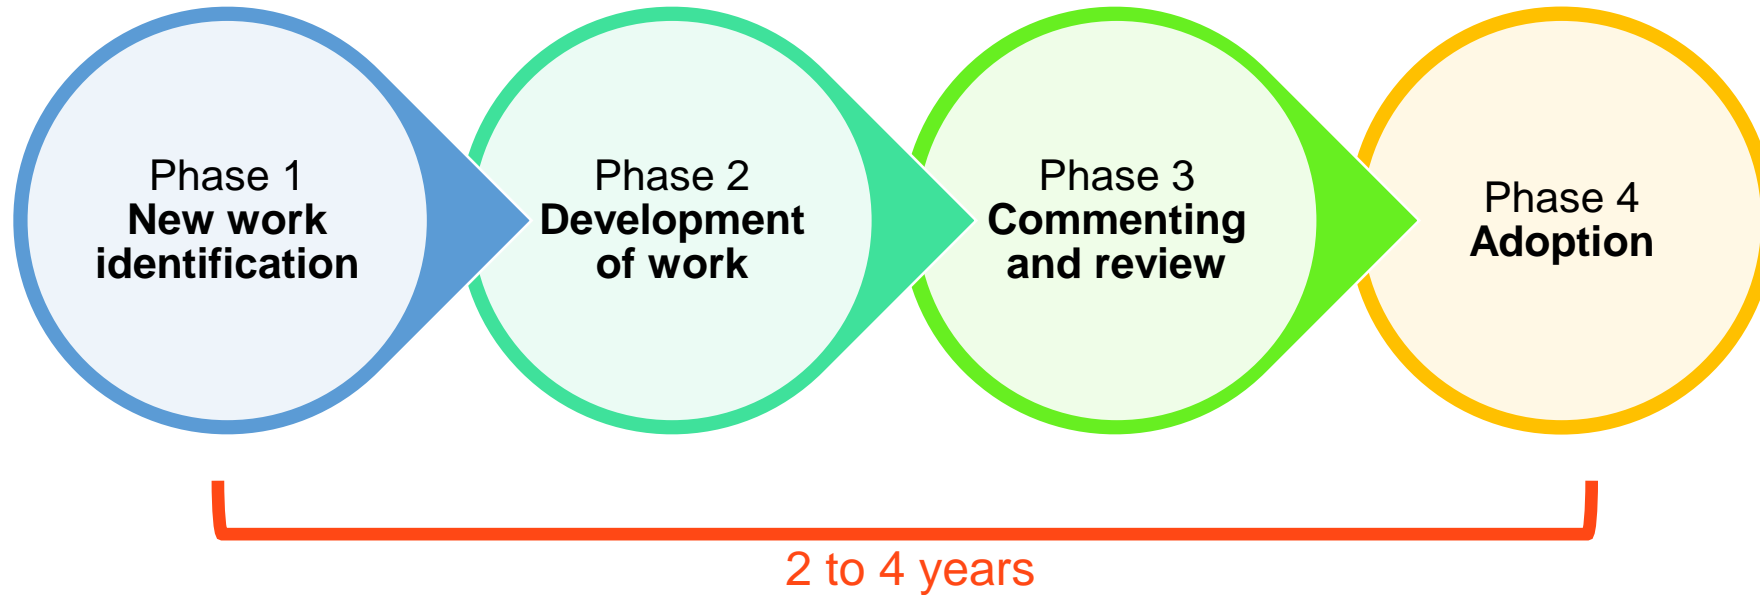 Phase 1
New work
identification
Phase 2
Development
of work
Phase 3
Commenting
and review
Phase 4
Adoption
2 to 4 years